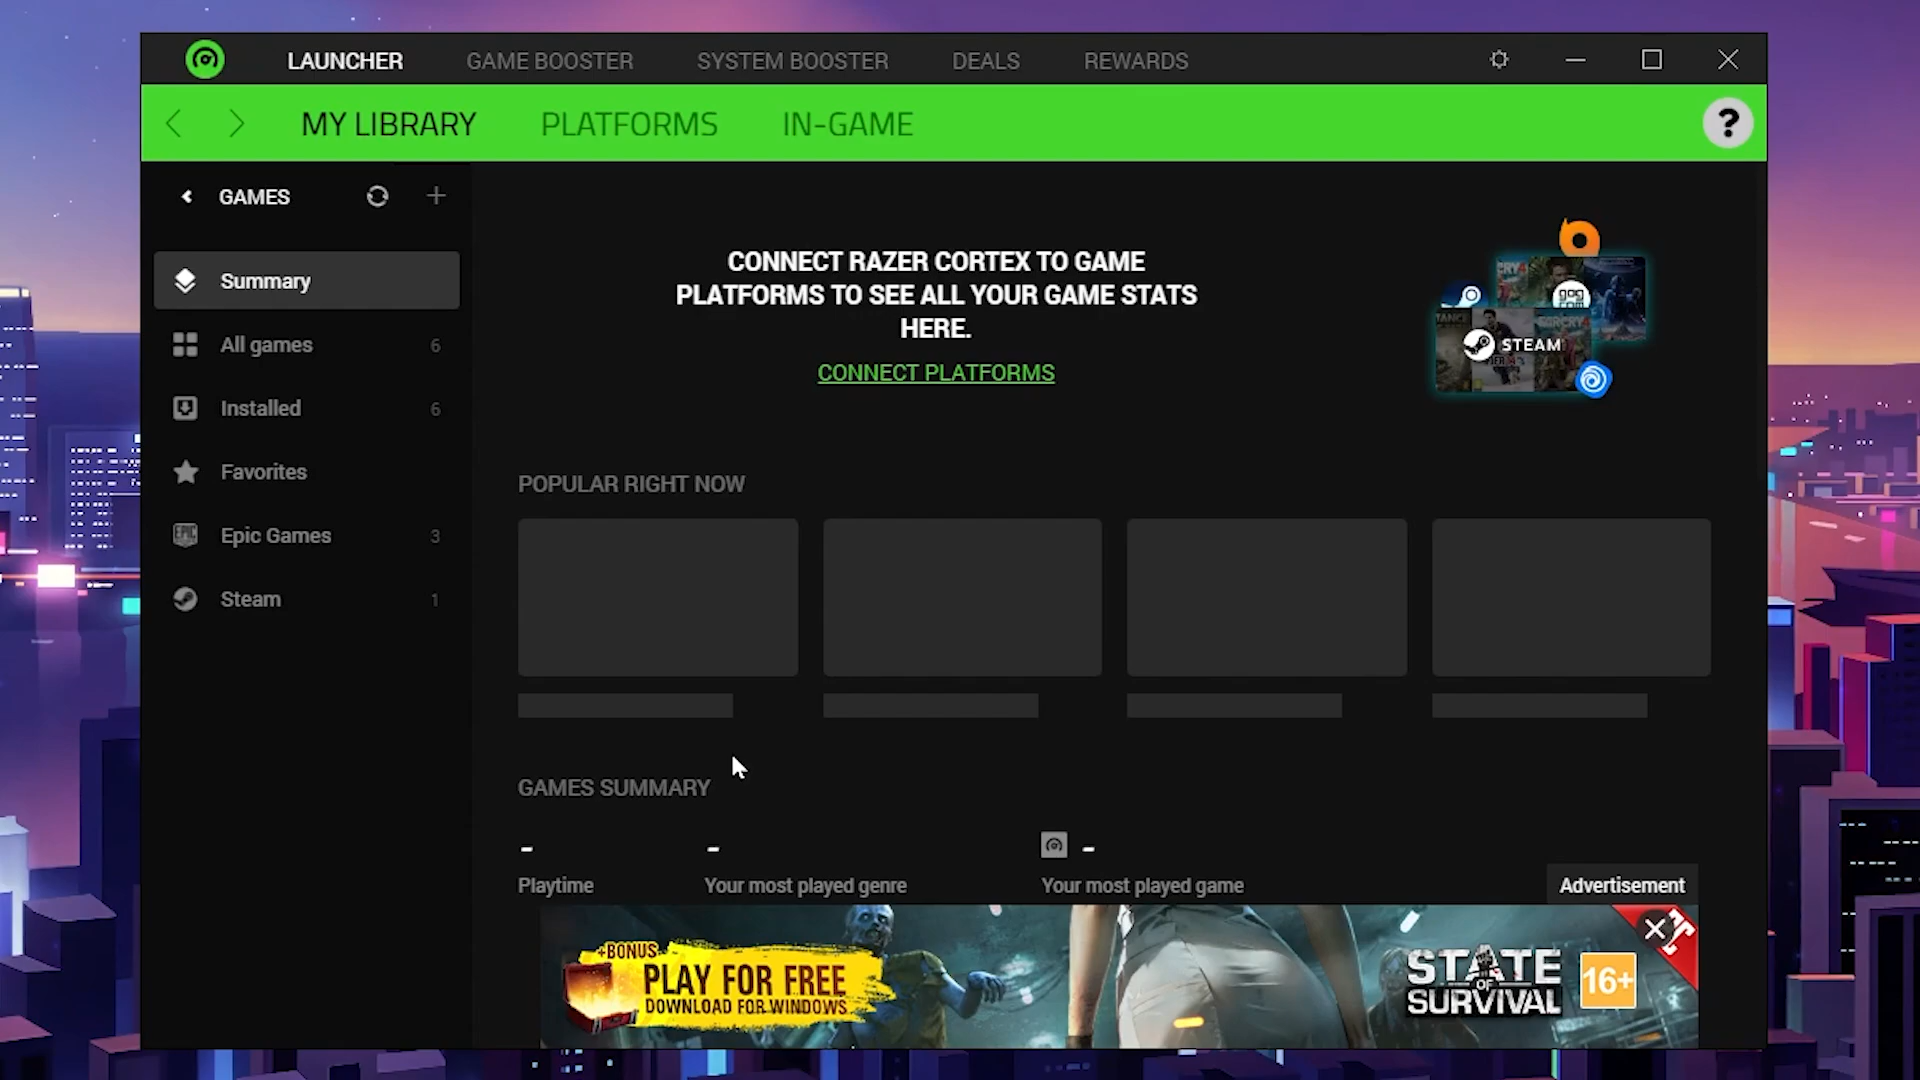 LAUNCHER GAME BOOSTER SYSTEM BOOSTER DEALS REWARDS
MY LIBRARY PLATFORMS IN-GAME ?
GAMES
Summary
All games 6
Installed 6
Favorites
EPIC Epic Games 3
Steam 1
CONNECT RAZER CORTEX TO GAME
PLATFORMS TO SEE ALL YOUR GAME STATS
HERE.
CONNECT PLATFORMS
gog
com
STEAM
POPULAR RIGHT NOW
GAMES SUMMARY
- - -
Playtime Your most played genre Your most played game
Advertisement
+BONUS
PLAY FOR FREE
DOWNLOAD FOR WINDOWS
STATE
OF
SURVIVAL
16+